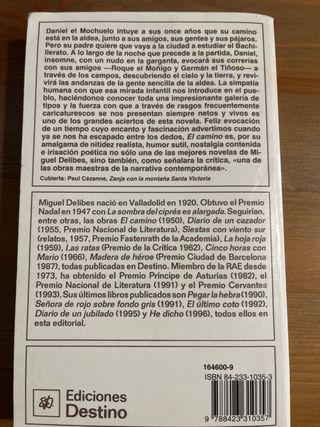 Daniel el Mochuelo intuye a sus once años que su camino
está en la aldea, junto a sus amigos, sus gentes y sus pájaros.
Pero su padre quiere que vaya a la ciudad a estudiar el Bachi-
llerato. A lo largo de la noche que precede a la partida, Daniel,
insomne, con un nudo en la garganta, evocará sus correrías
con sus amigos —Roque el Moñigo y Germán el Tiñoso— a
través de los campos, descubriendo el cielo y la tierra, y revi-
virá las andanzas de la gente sencilla de la aldea. La simpatía
humana con que esa mirada infantil nos introduce en el pue-
blo, haciéndonos conocer toda una impresionante galería de
tipos y la fuerza con que a través de rasgos frecuentemente
caricaturescos se nos presentan siempre netos y vivos es
uno de los grandes aciertos de esta novela. Feliz evocación
de un tiempo cuyo encanto y fascinación advertimos cuando
ya se nos ha escapado entre los dedos, El camino es, por su
amalgama de nitidez realista, humor sutil, nostalgia contenida
e irisación poética no sólo una de las mejores novelas de Mi-
guel Delibes, sino también, como señalara la crítica, «una de
las obras maestras de la narrativa contemporánea».
Cubierta: Paul Cézanne, Zanja con la montaña Santa Victoria
Miguel Delibes nació en Valladolid en 1920. Obtuvo el Premio
Nadal en 1947 con La sombra del ciprés es alargada. Seguirían,
entre otras, las obras El camino (1950), Diario de un cazador
(1955, Premio Nacional de Literatura), Siestas con viento sur
(relatos, 1957, Premio Fastenrath de la Academia), La hoja roja
(1959), Las ratas (Premio de la Crítica 1962), Cinco horas con
Mario (1966), Madera de héroe (Premio Ciudad de Barcelona
1987), todas publicadas en Destino. Miembro de la RAE desde
1973, ha obtenido el Premio Príncipe de Asturias (1982), el
Premio Nacional de Literatura (1991) y el Premio Cervantes
(1993). Sus últimos libros publicados son Pegar la hebra (1990),
Señora de rojo sobre fondo gris (1991), El último coto (1992),
Diario de un jubilado (1995) y He dicho (1996), todos ellos en
esta editorial.
164600-9
ISBN 84-233-1035-3
9 788423 310357
Ediciones
Destino